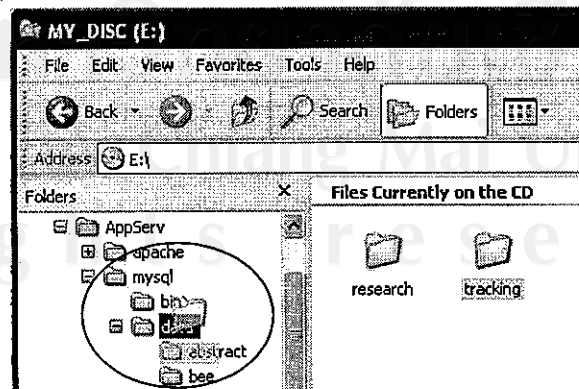 MY_DISC (E:)
File Edit View Favorites Tools Help
Back Search Folders
Address E:\
Folders × Files Currently on the CD
AppServ
apache
mysql
bin
data
abstract
bee
research tracking